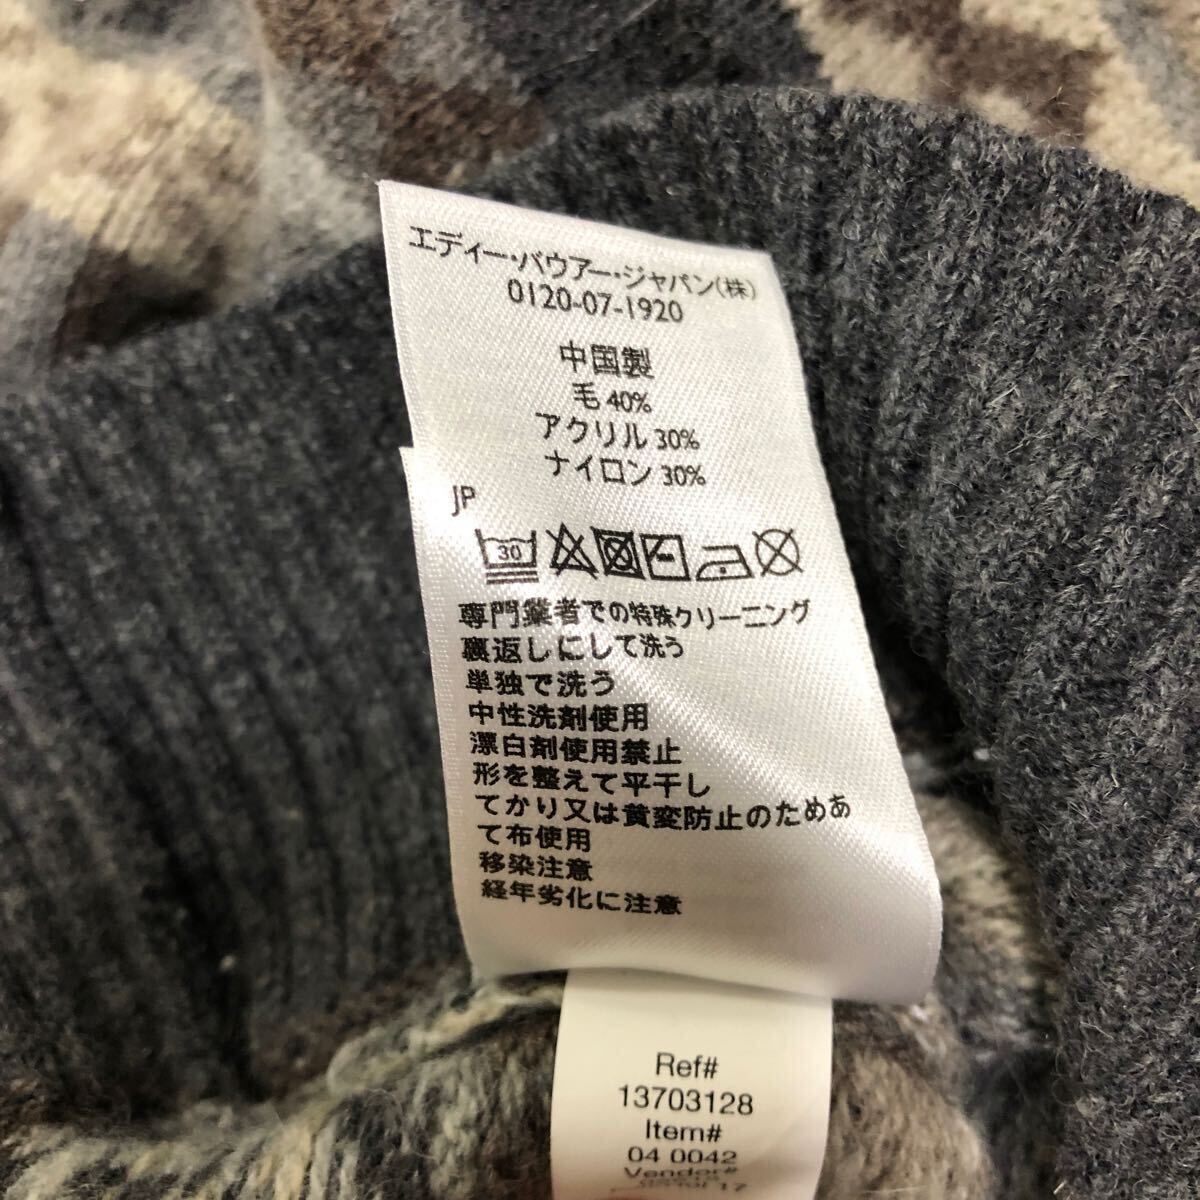 エディー・バウアー・ジャパン(株)
0120-07-1920
中国製
毛 40%
アクリル 30%
ナイロン 30%
JP
30
専門業者での特殊クリーニング
裏返しにして洗う
単独で洗う
中性洗剤使用
漂白剤使用禁止
形を整えて平干し
てかり又は黄変防止のためあ
て布使用
移染注意
経年劣化に注意
Ref#
13703128
Item#
04 0042
Vendor#